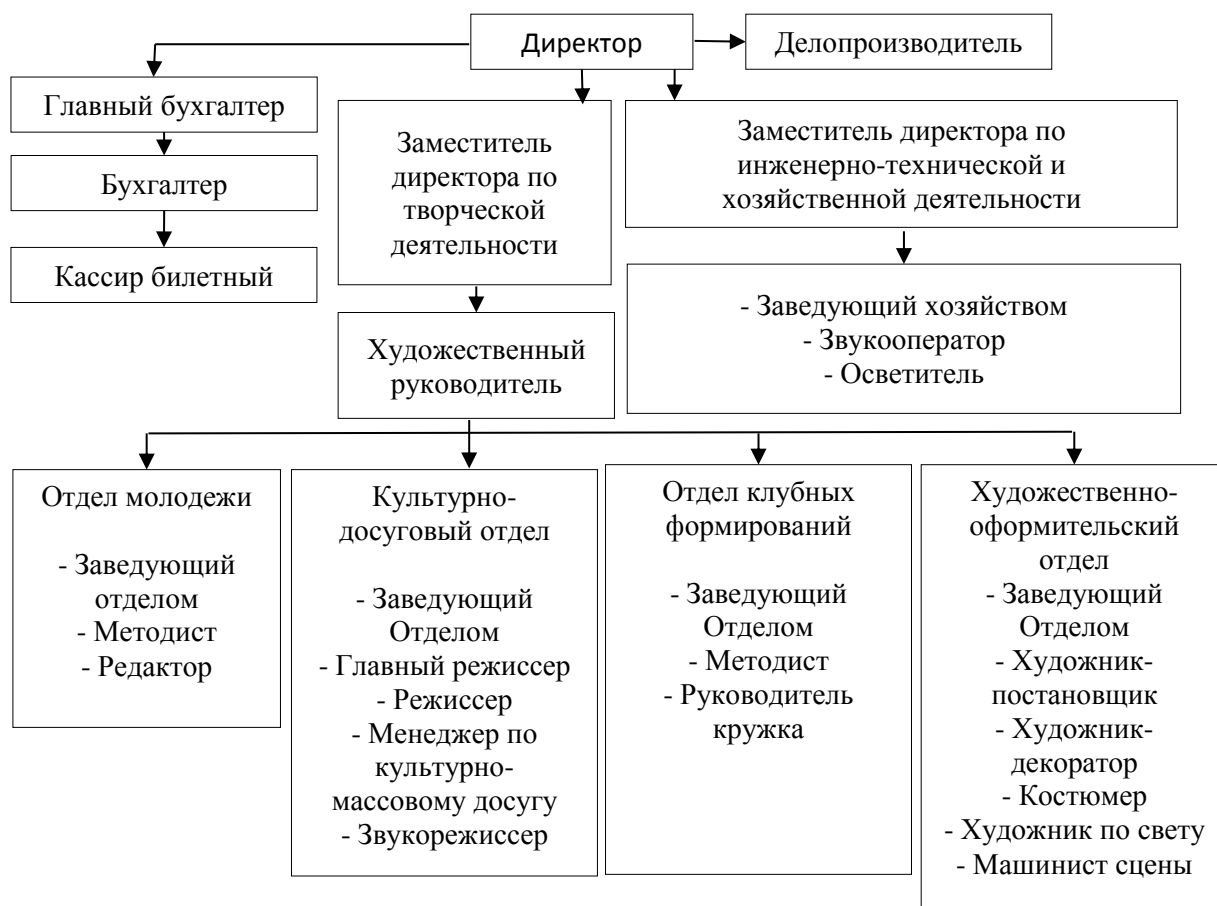 Директор
Делопроизводитель
Главный бухгалтер
Бухгалтер
Кассир билетный
Заместитель
директора по
творческой
деятельности
Заместитель директора по
инженерно-технической и
хозяйственной деятельности
Художественный
руководитель
- Заведующий хозяйством
- Звукооператор
- Осветитель
Отдел молодежи
- Заведующий
отделом
- Методист
- Редактор
Культурно-
досуговый отдел
- Заведующий
Отделом
- Главный режиссер
- Режиссер
- Менеджер по
культурно-
массовому досугу
- Звукорежиссер
Отдел клубных
формирований
- Заведующий
Отделом
- Методист
- Руководитель
кружка
Художественно-
оформительский
отдел
- Заведующий
Отделом
- Художник-
постановщик
- Художник-
декоратор
- Костюмер
- Художник по свету
- Машинист сцены